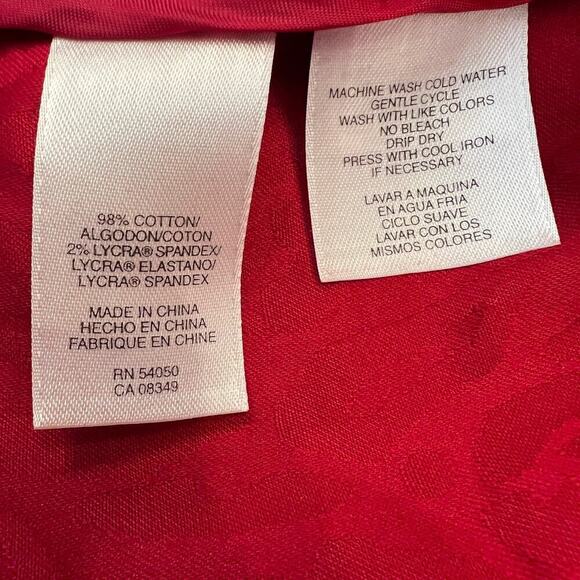 98% COTTON/
ALGODON/COTON
2% LYCRA® SPANDEX/
LYCRA® ELASTANO/
LYCRA® SPANDEX
MADE IN CHINA
HECHO EN CHINA
FABRIQUE EN CHINE
RN 54050
CA 08349
MACHINE WASH COLD WATER
GENTLE CYCLE
WASH WITH LIKE COLORS
NO BLEACH
DRIP DRY
PRESS WITH COOL IRON
IF NECESSARY
LAVAR A MAQUINA
EN AGUA FRIA
CICLO SUAVE
LAVAR CON LOS
MISMOS COLORES